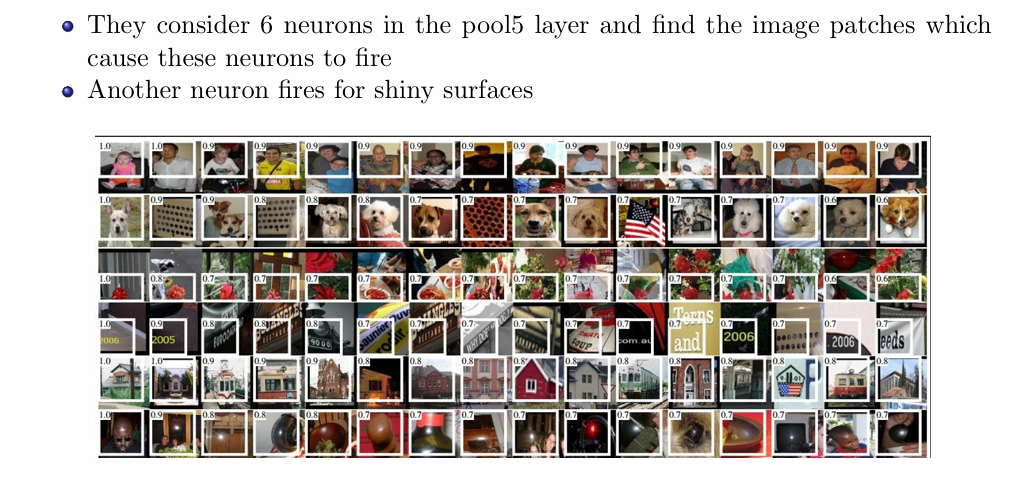 They consider 6 neurons in the pool5 layer and find the image patches which
cause these neurons to fire
Another neuron fires for shiny surfaces
1.0 1.0 0.9 0.9 0.9 0.9 0.9 0.9 0.9 0.9 0.9 0.9 0.9 0.9 0.9 0.9
1.0 0.9 0.9 0.8 0.8 0.8 0.7 0.7 0.7 0.7 0.7 0.7 0.7 0.7 0.6 0.6
1.0 0.8 0.7 0.7 0.7 0.7 0.7 0.7 0.7 0.7 0.7 0.7 0.7 0.7 0.6 0.6
1.0 0.9 0.8 0.8 0.8 0.7 0.7 0.7 0.7 0.7 0.7 0.7 0.7 0.7 0.7 0.7
2006 2005 9000 com.au Terns and 2006 2006 eeds
1.0 1.0 0.9 0.9 0.9 0.8 0.8 0.8 0.8 0.8 0.8 0.8 0.8 0.8 0.8 0.8
1.0 0.9 0.8 0.8 0.8 0.7 0.7 0.7 0.7 0.7 0.7 0.7 0.7 0.7 0.7 0.7